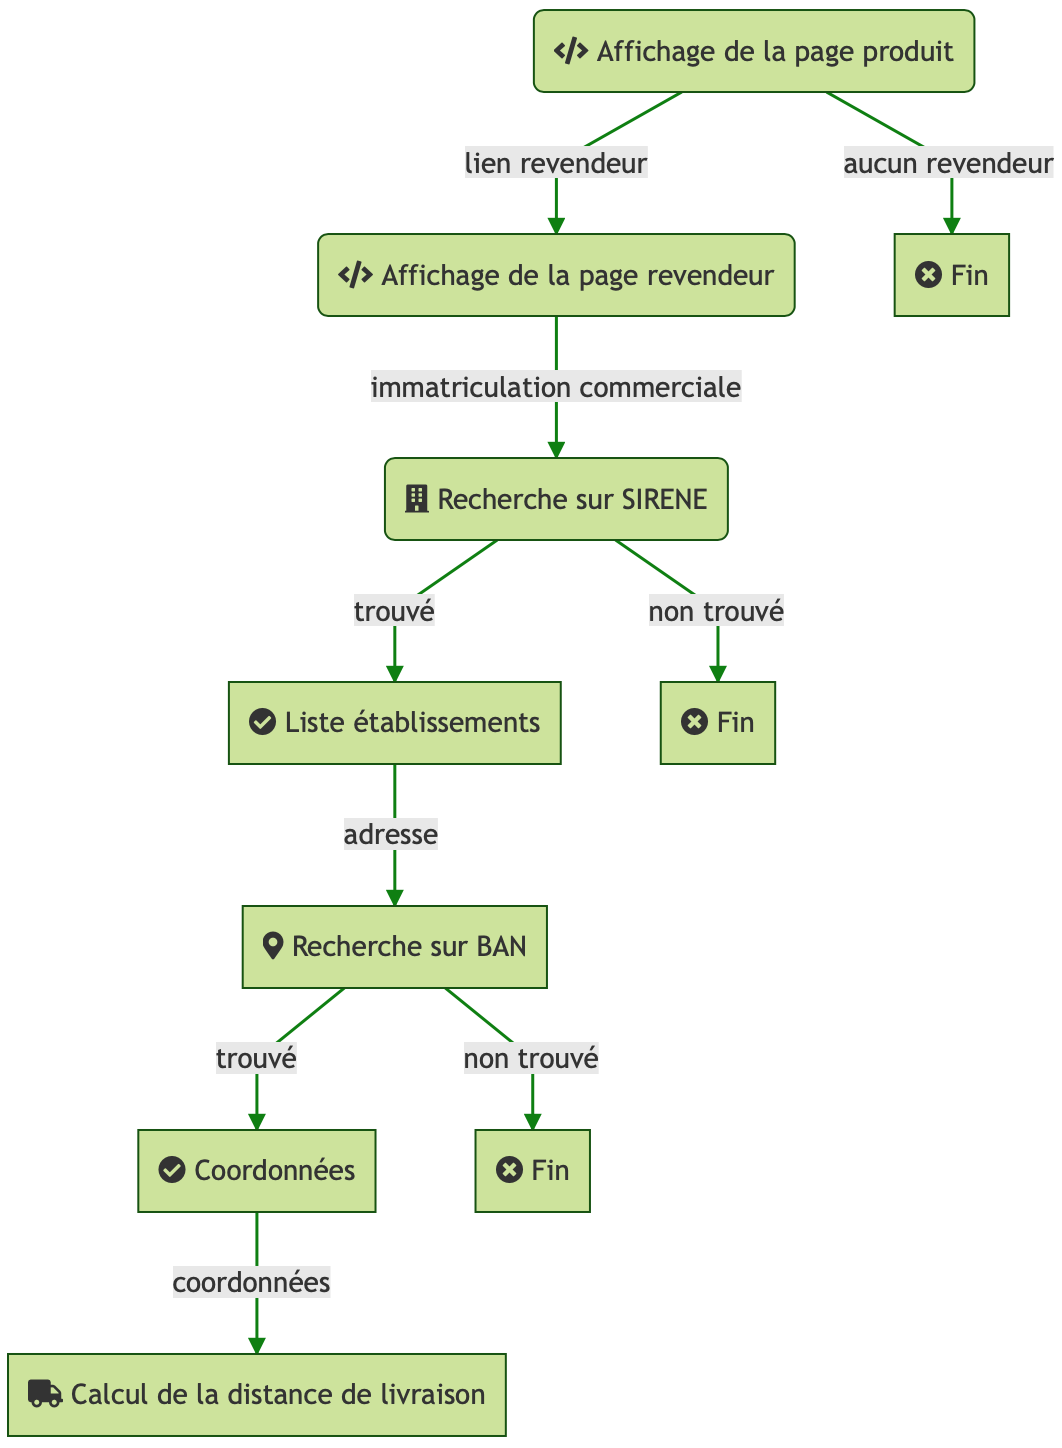 Affichage de la page produit
lien revendeur
aucun revendeur
Affichage de la page revendeur
Fin
immatriculation commerciale
Recherche sur SIRENE
trouvé
non trouvé
Liste établissements
Fin
adresse
Recherche sur BAN
trouvé
non trouvé
Coordonnées
Fin
coordonnées
Calcul de la distance de livraison